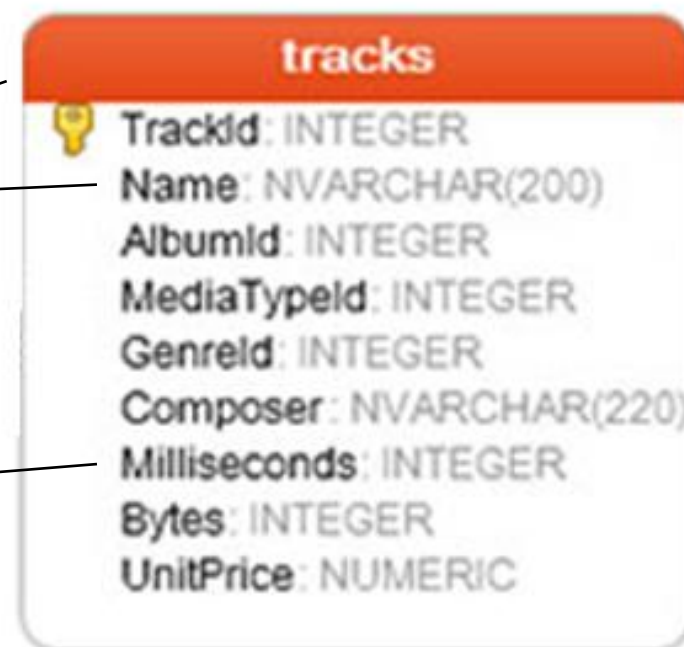 tracks
TrackId: INTEGER
Name: NVARCHAR(200)
AlbumId: INTEGER
MediaTypeId: INTEGER
GenreId: INTEGER
Composer: NVARCHAR(220)
Milliseconds: INTEGER
Bytes: INTEGER
UnitPrice: NUMERIC